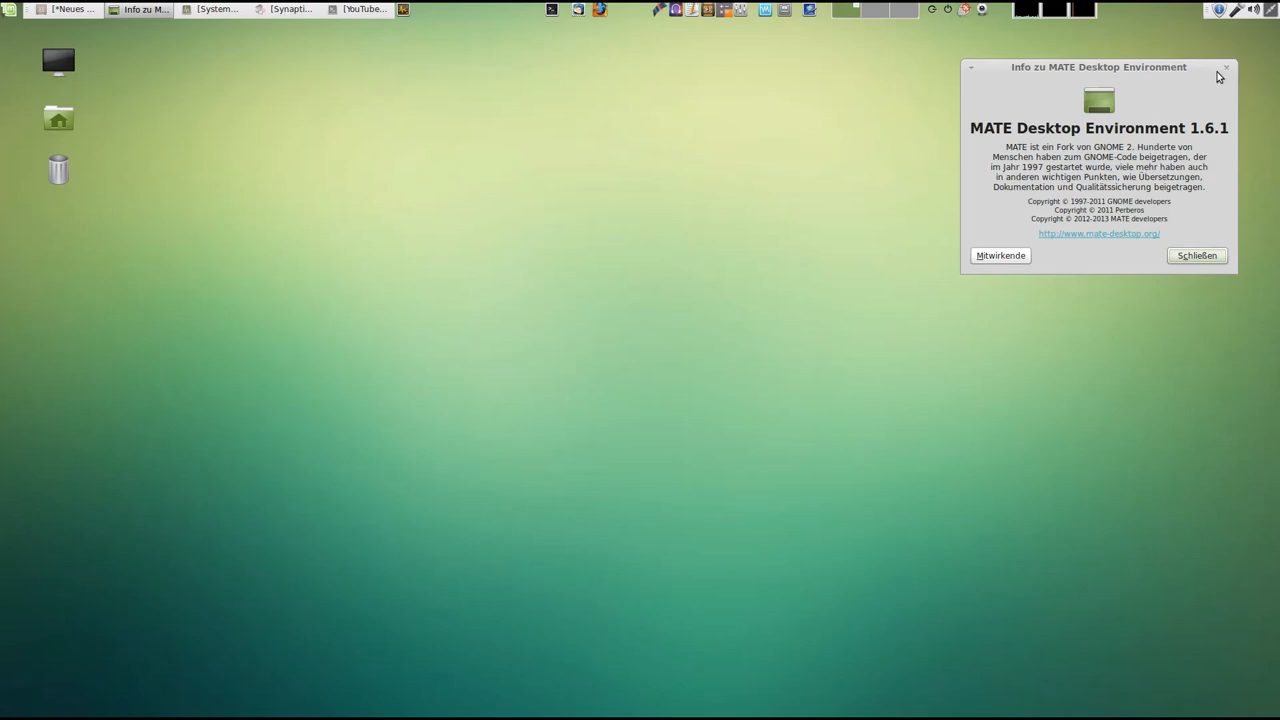 [*Neues ...
Info zu M...
[System...
[Synapti...
[YouTube...
Info zu MATE Desktop Environment
MATE Desktop Environment 1.6.1
MATE ist ein Fork von GNOME 2. Hunderte von
Menschen haben zum GNOME-Code beigetragen, der
im Jahr 1997 gestartet wurde, viele mehr haben auch
in anderen wichtigen Punkten, wie Übersetzungen,
Dokumentation und Qualitätssicherung beigetragen.
Copyright © 1997-2011 GNOME developers
Copyright © 2011 Perberos
Copyright © 2012-2013 MATE developers
http://www.mate-desktop.org/
Mitwirkende
Schließen